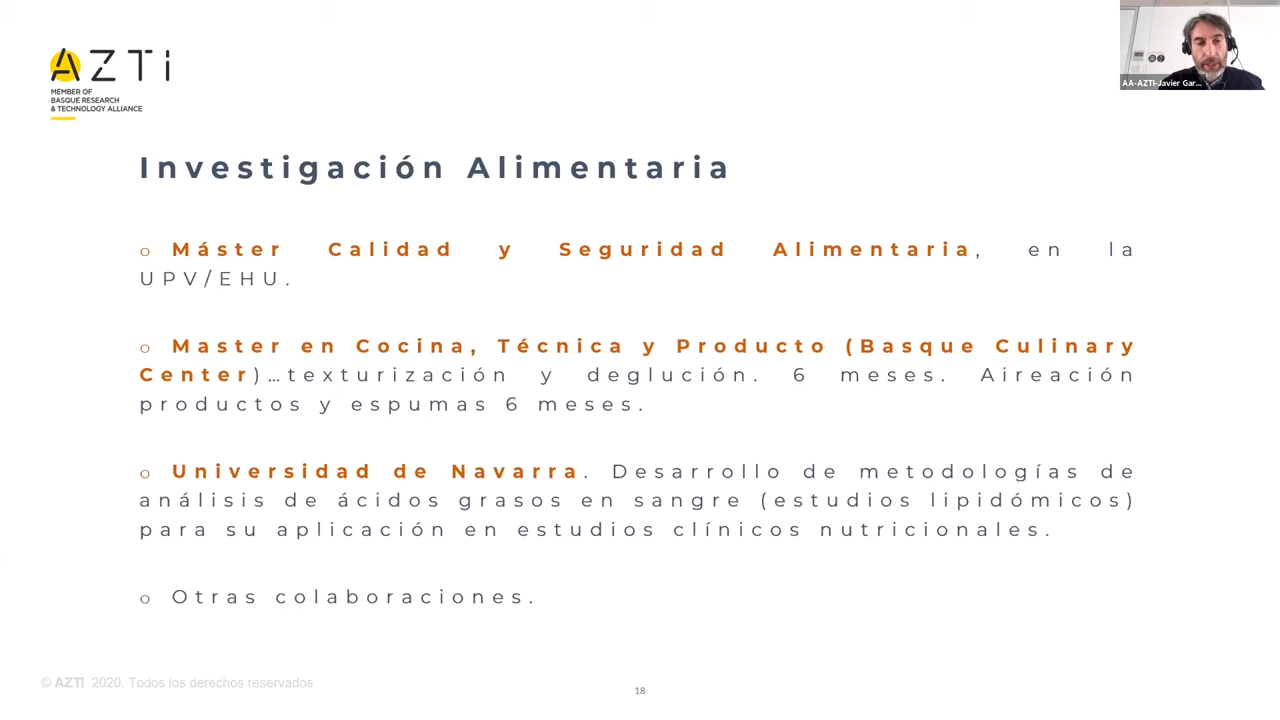 AZTi
MEMBER OF
BASQUE RESEARCH
& TECHNOLOGY ALLIANCE
AA-AZTI-Javier Gar...
Investigación Alimentaria
o Máster Calidad y Seguridad Alimentaria, en la
UPV/EHU.
o Master en Cocina, Técnica y Producto (Basque Culinary
Center)…texturización y deglución. 6 meses. Aireación
productos y espumas 6 meses.
o Universidad de Navarra. Desarrollo de metodologías de
análisis de ácidos grasos en sangre (estudios lipidómicos)
para su aplicación en estudios clínicos nutricionales.
o Otras colaboraciones.
© AZTI 2020. Todos los derechos reservados
18